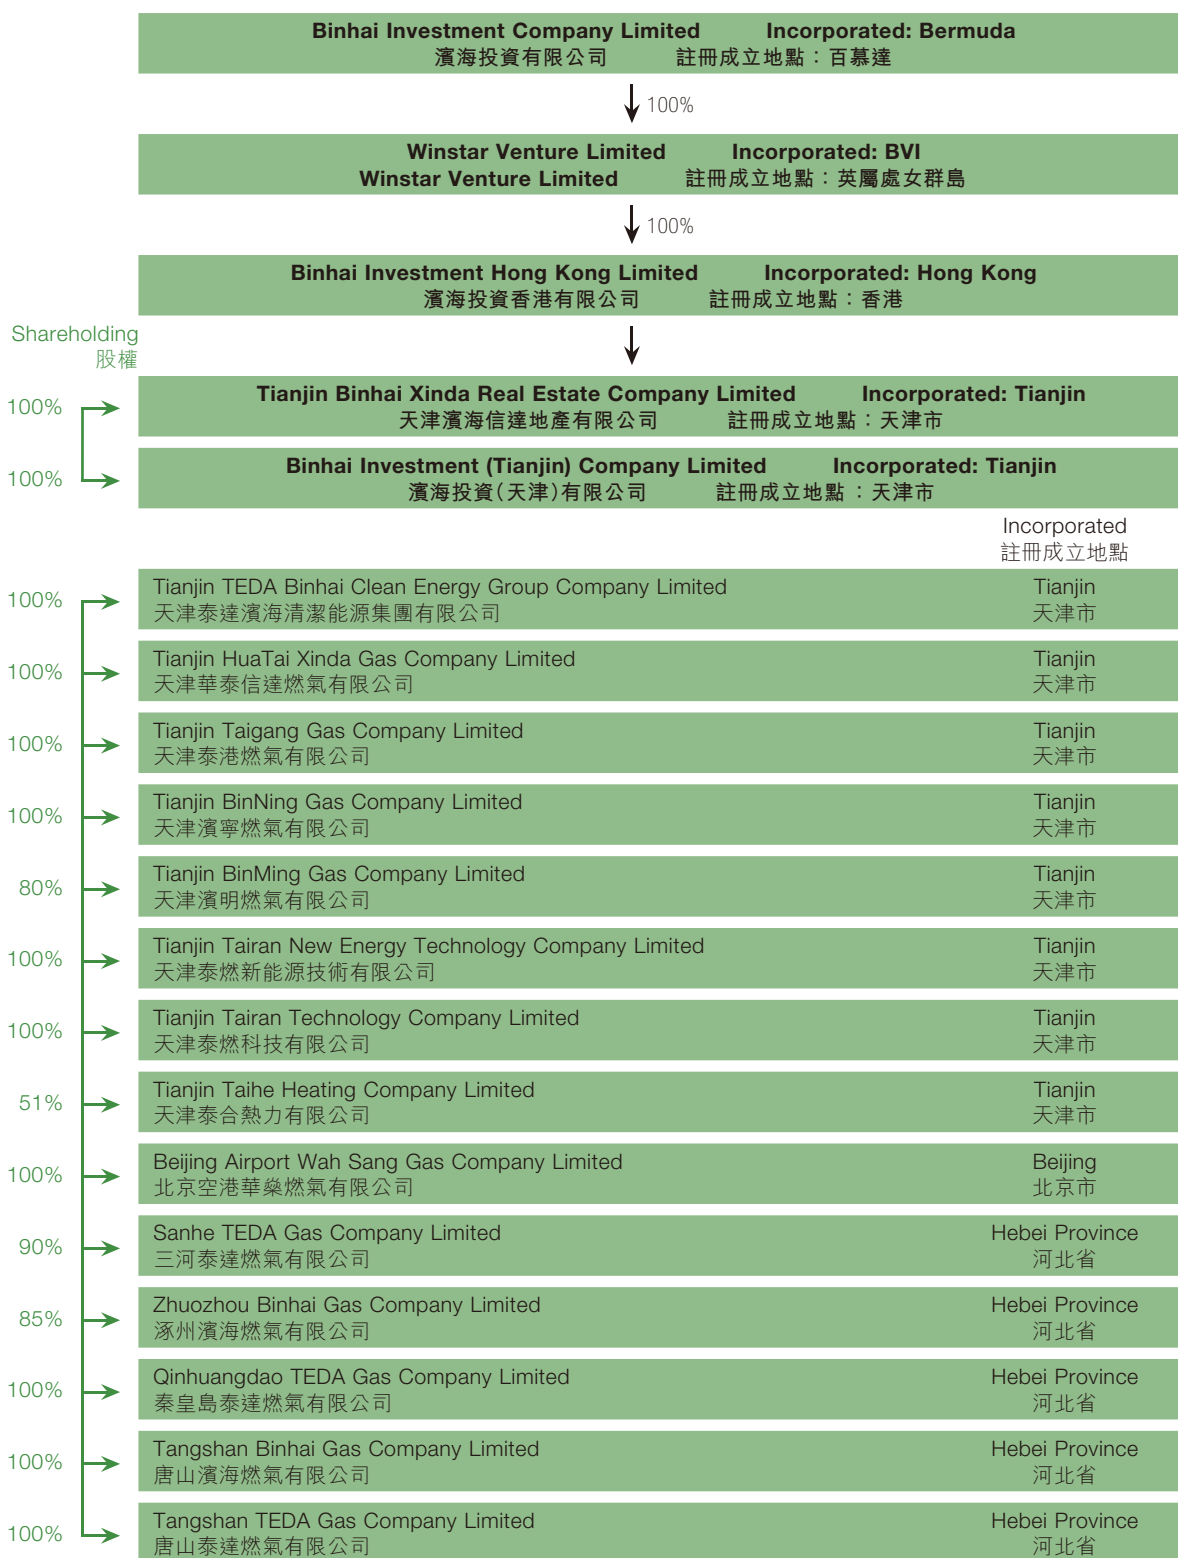 Binhai Investment Company Limited Incorporated: Bermuda
濱海投資有限公司 註冊成立地點：百慕達
100%
Winstar Venture Limited Incorporated: BVI
Winstar Venture Limited 註冊成立地點：英屬處女群島
100%
Binhai Investment Hong Kong Limited Incorporated: Hong Kong
濱海投資香港有限公司 註冊成立地點：香港
Shareholding
股權
100%
Tianjin Binhai Xinda Real Estate Company Limited Incorporated: Tianjin
天津濱海信達地產有限公司 註冊成立地點：天津市
100%
Binhai Investment (Tianjin) Company Limited Incorporated: Tianjin
濱海投資（天津）有限公司 註冊成立地點：天津市
Incorporated
註冊成立地點
100%
Tianjin TEDA Binhai Clean Energy Group Company Limited Tianjin
天津泰達濱海清潔能源集團有限公司 天津市
100%
Tianjin HuaTai Xinda Gas Company Limited Tianjin
天津華泰信達燃氣有限公司 天津市
100%
Tianjin Taigang Gas Company Limited Tianjin
天津泰港燃氣有限公司 天津市
100%
Tianjin BinNing Gas Company Limited Tianjin
天津濱寧燃氣有限公司 天津市
80%
Tianjin BinMing Gas Company Limited Tianjin
天津濱明燃氣有限公司 天津市
100%
Tianjin Tairan New Energy Technology Company Limited Tianjin
天津泰燃新能源技術有限公司 天津市
100%
Tianjin Tairan Technology Company Limited Tianjin
天津泰燃科技有限公司 天津市
51%
Tianjin Taihe Heating Company Limited Tianjin
天津泰合熱力有限公司 天津市
100%
Beijing Airport Wah Sang Gas Company Limited Beijing
北京空港華燊燃氣有限公司 北京市
90%
Sanhe TEDA Gas Company Limited Hebei Province
三河泰達燃氣有限公司 河北省
85%
Zhuozhou Binhai Gas Company Limited Hebei Province
涿州濱海燃氣有限公司 河北省
100%
Qinhuangdao TEDA Gas Company Limited Hebei Province
秦皇島泰達燃氣有限公司 河北省
100%
Tangshan Binhai Gas Company Limited Hebei Province
唐山濱海燃氣有限公司 河北省
100%
Tangshan TEDA Gas Company Limited Hebei Province
唐山泰達燃氣有限公司 河北省